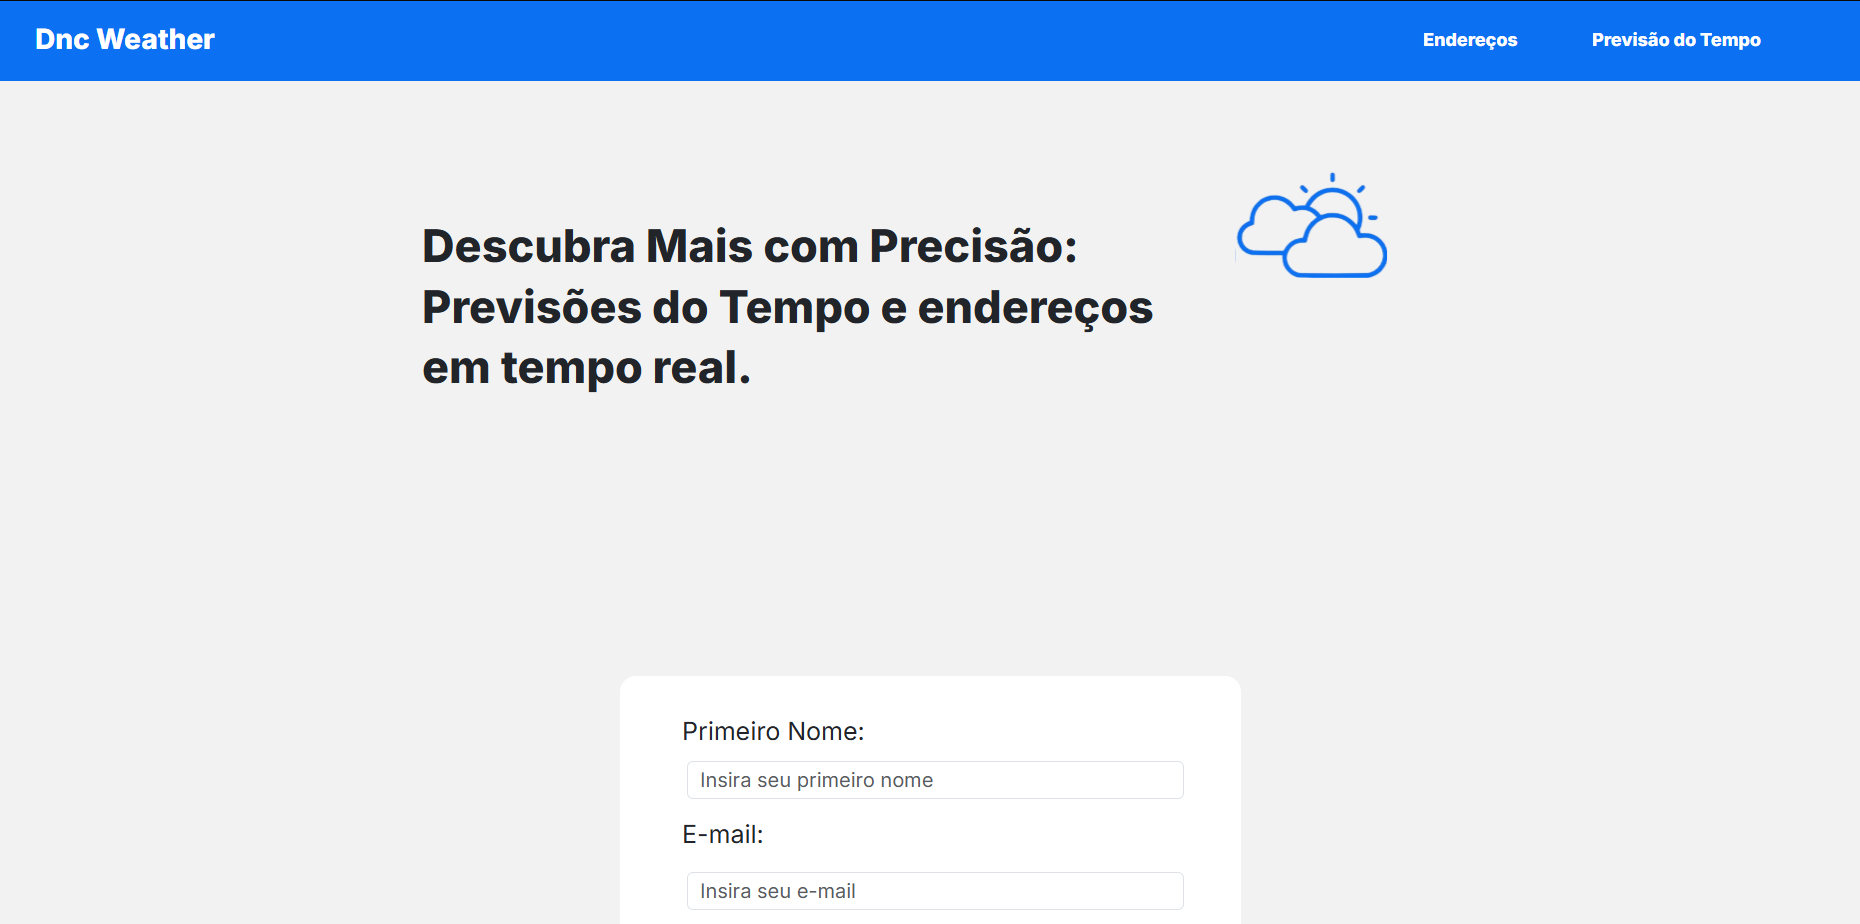 Dnc Weather
Endereços
Previsão do Tempo
Descubra Mais com Precisão:
Previsões do Tempo e endereços
em tempo real.
Primeiro Nome:
Insira seu primeiro nome
E-mail:
Insira seu e-mail